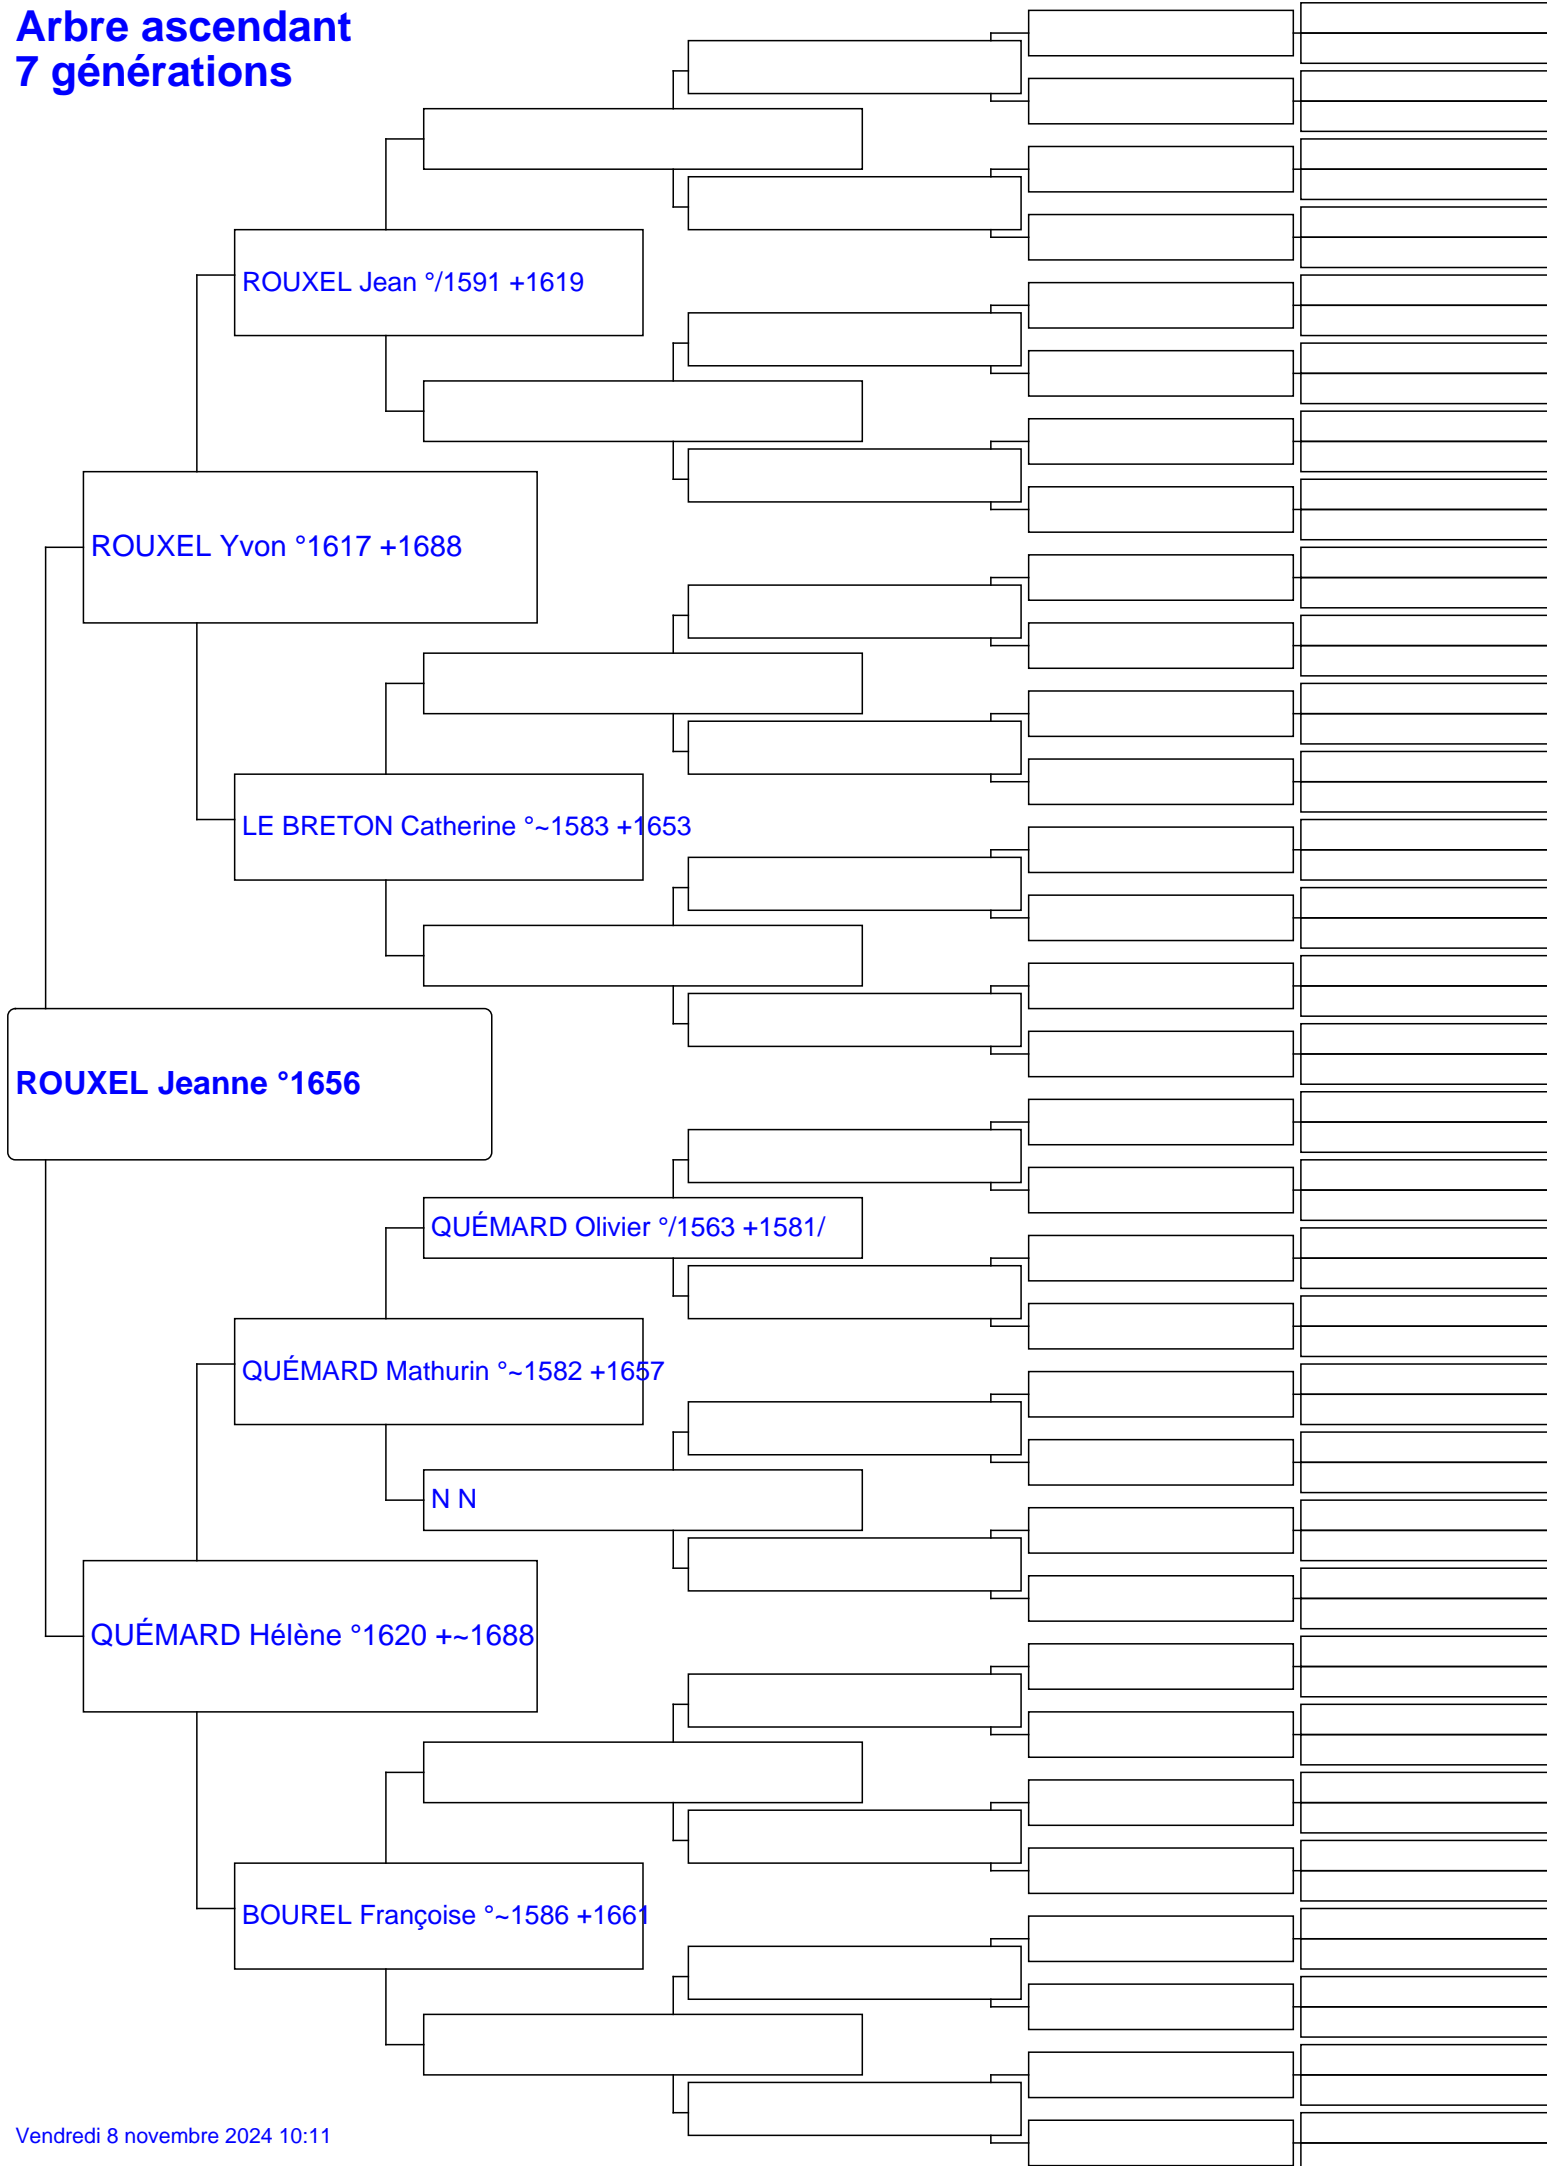 Arbre ascendant
7 générations
ROUXEL Jean °/1591 +1619
ROUXEL Yvon °1617 +1688
LE BRETON Catherine °~1583 +1653
ROUXEL Jeanne °1656
QUÉMARD Olivier °/1563 +1581/
QUÉMARD Mathurin °~1582 +1657
N N
QUÉMARD Hélène °1620 +~1688
BOUREL Françoise °~1586 +1661
Vendredi 8 novembre 2024 10:11